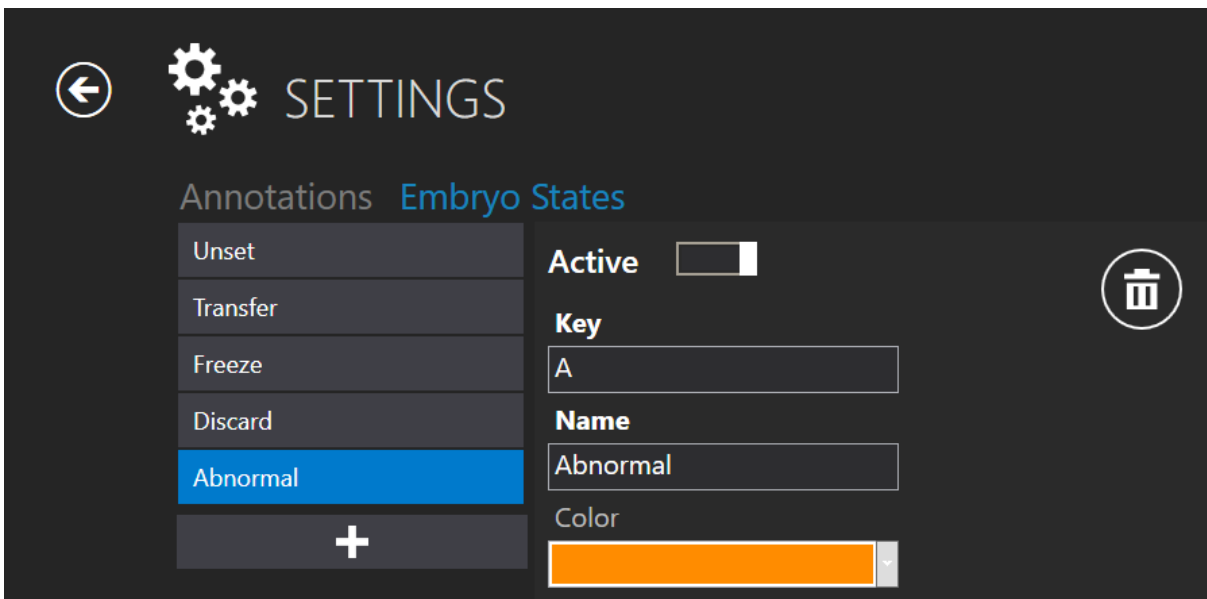 SETTINGS
Annotations Embryo States
Unset
Transfer
Freeze
Discard
Abnormal
Active
Key
A
Name
Abnormal
Color